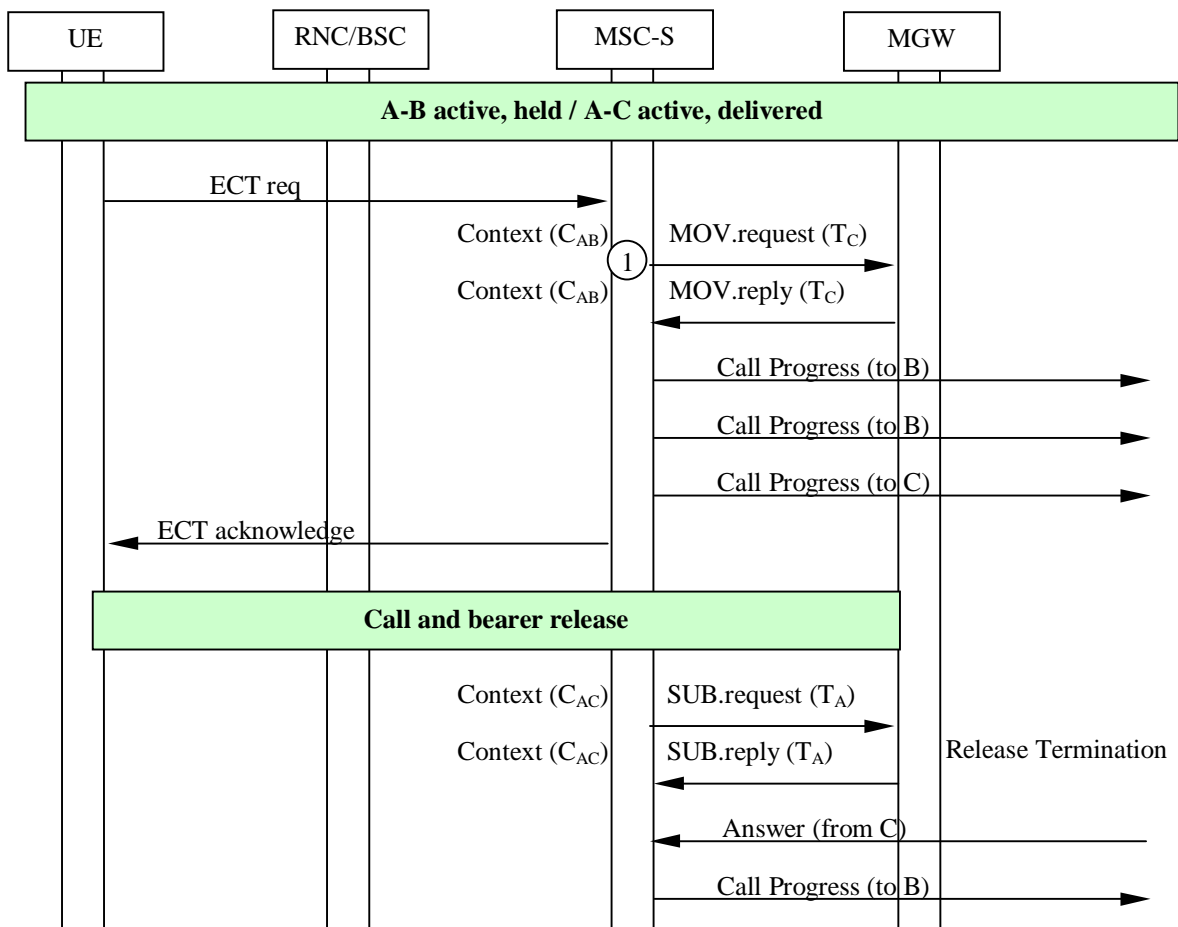 UE RNC/BSC MSC-S MGW
A-B active, held / A-C active, delivered
ECT req
Context (CAB) MOV.request (TC)
1
Context (CAB) MOV.reply (TC)
Call Progress (to B)
Call Progress (to B)
Call Progress (to C)
ECT acknowledge
Call and bearer release
Context (CAC) SUB.request (TA)
Context (CAC) SUB.reply (TA) Release Termination
Answer (from C)
Call Progress (to B)